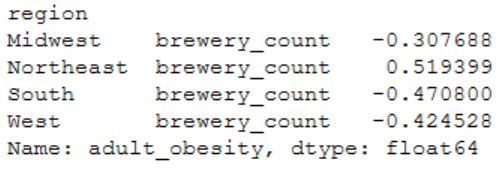 region
Midwest    brewery_count   -0.307688
Northeast  brewery_count    0.519399
South      brewery_count   -0.470800
West       brewery_count   -0.424528
Name: adult_obesity, dtype: float64